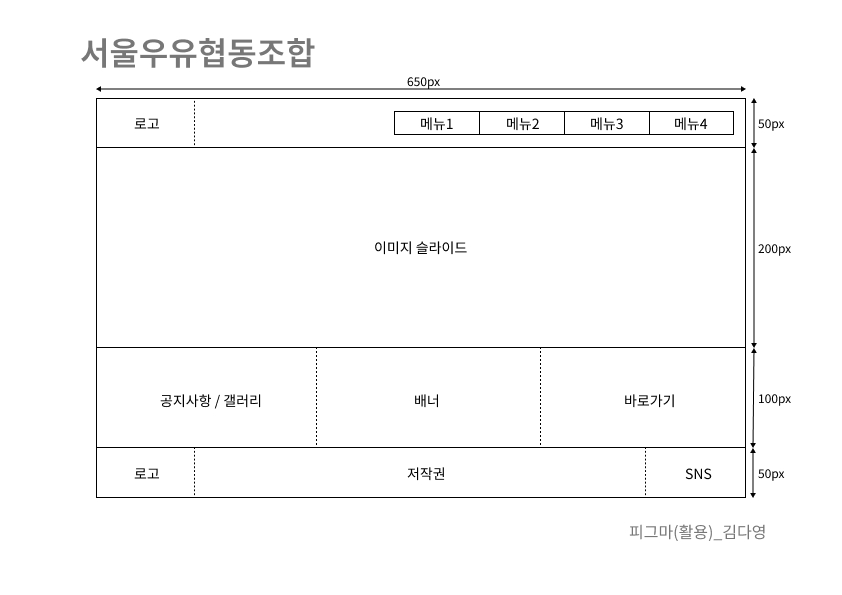 서울우유협동조합
650px
로고
메뉴1 메뉴2 메뉴3 메뉴4
50px
이미지 슬라이드
200px
공지사항 / 갤러리
배너
바로가기
100px
로고
저작권
SNS
50px
피그마(활용)_김다영